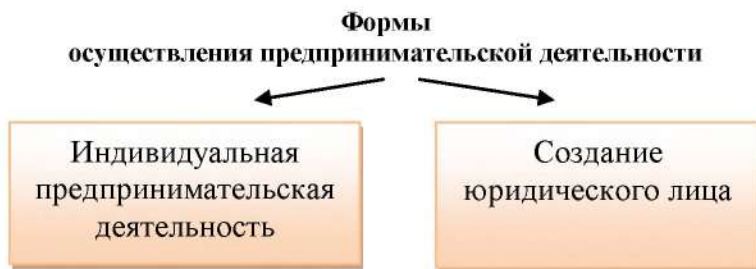 Формы
осуществления предпринимательской деятельности
Индивидуальная
предпринимательская
деятельность
Создание
юридического лица